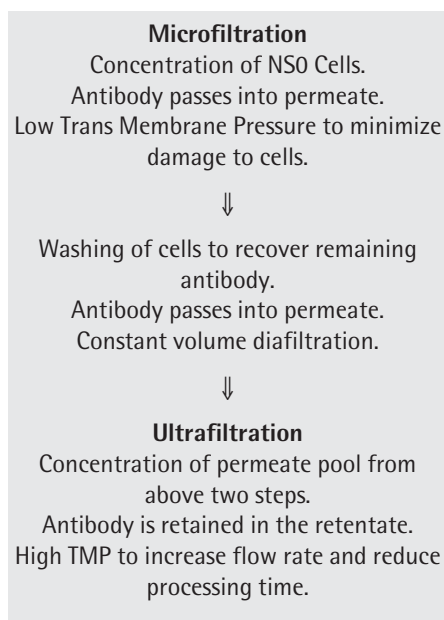 Microfiltration
Concentration of NS0 Cells.
Antibody passes into permeate.
Low Trans Membrane Pressure to minimize
damage to cells.
⇓
Washing of cells to recover remaining
antibody.
Antibody passes into permeate.
Constant volume diafiltration.
⇓
Ultrafiltration
Concentration of permeate pool from
above two steps.
Antibody is retained in the retentate.
High TMP to increase flow rate and reduce
processing time.